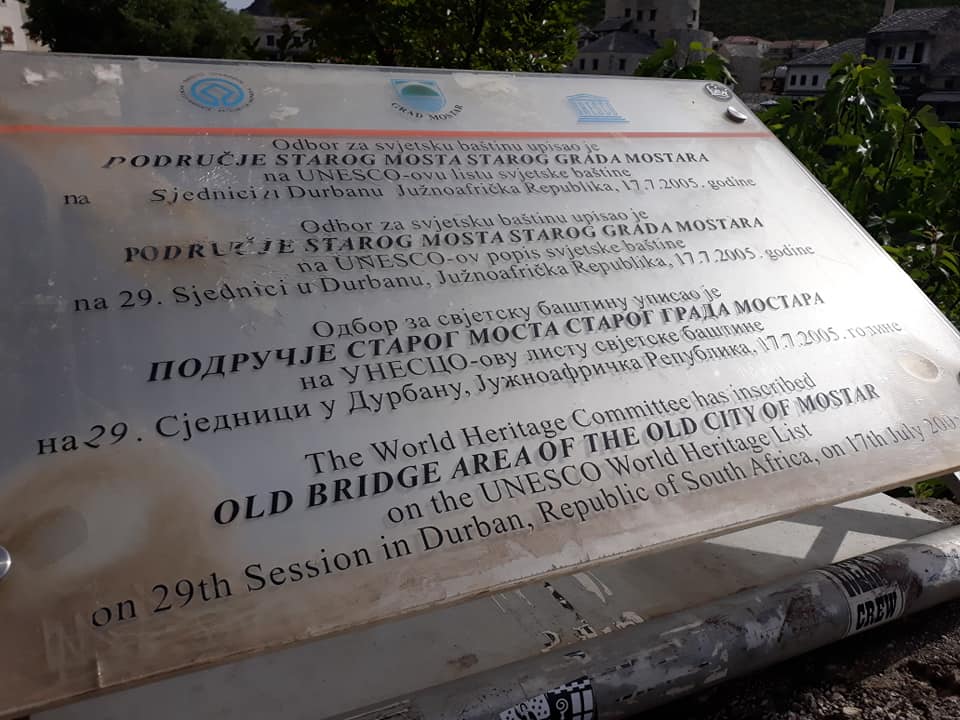 GRAD MOSTAR
UNESCO
Odbor za svjetsku baštinu upisao je
PODRUČJE STAROG MOSTA STAROG GRADA MOSTARA
na UNESCO-ovu listu svjetske baštine
na Sjednici Durbanu Južnoafrička Republika, 17.7.2005. godine
Odbor za svjetsku baštinu upisao je
PODRUČJE STAROG MOSTA STAROG GRADA MOSTARA
na UNESCO-ov popis svjetske baštine
na 29. Sjednici u Durbanu, Južnoafrička Republika, 17.7.2005. godine
Одбор за свјетску баштину уписао је
ПОДРУЧЈЕ СТАРОГ МОСТА СТАРОГ ГРАДА МОСТАРА
на УНЕСЦО-ову листу свјетске баштине
на 29. Сједници у Дурбану, Јужноафричка Република, 17.7.2005. године
The World Heritage Committee has inscribed
OLD BRIDGE AREA OF THE OLD CITY OF MOSTAR
on the UNESCO World Heritage List
on 29th Session in Durban, Republic of South Africa, on 17th July
CREW